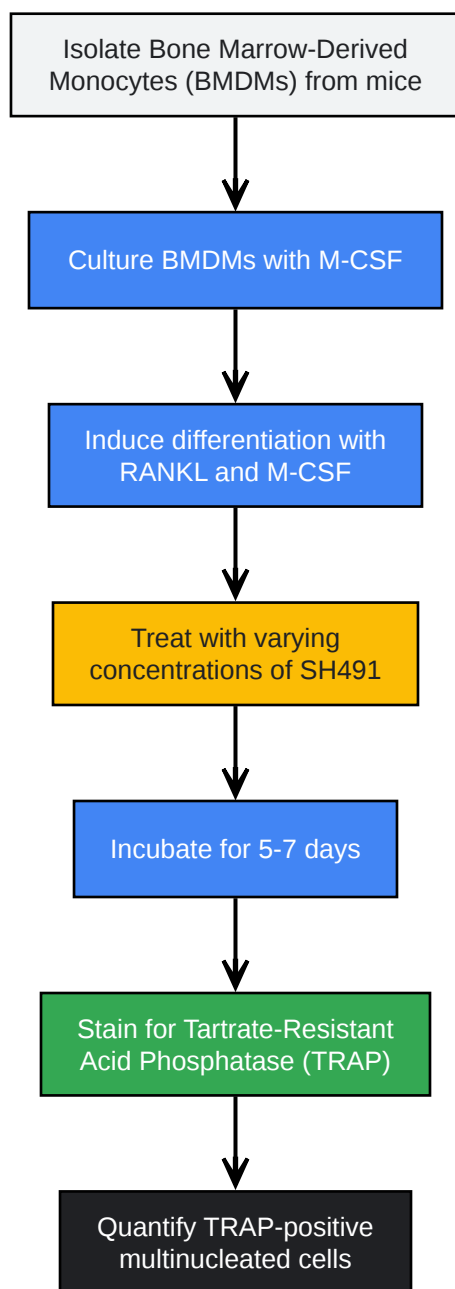 Isolate Bone Marrow-Derived
Monocytes (BMDMs) from mice
Culture BMDMs with M-CSF
Induce differentiation with
RANKL and M-CSF
Treat with varying
concentrations of SH491
Incubate for 5-7 days
Stain for Tartrate-Resistant
Acid Phosphatase (TRAP)
Quantify TRAP-positive
multinucleated cells